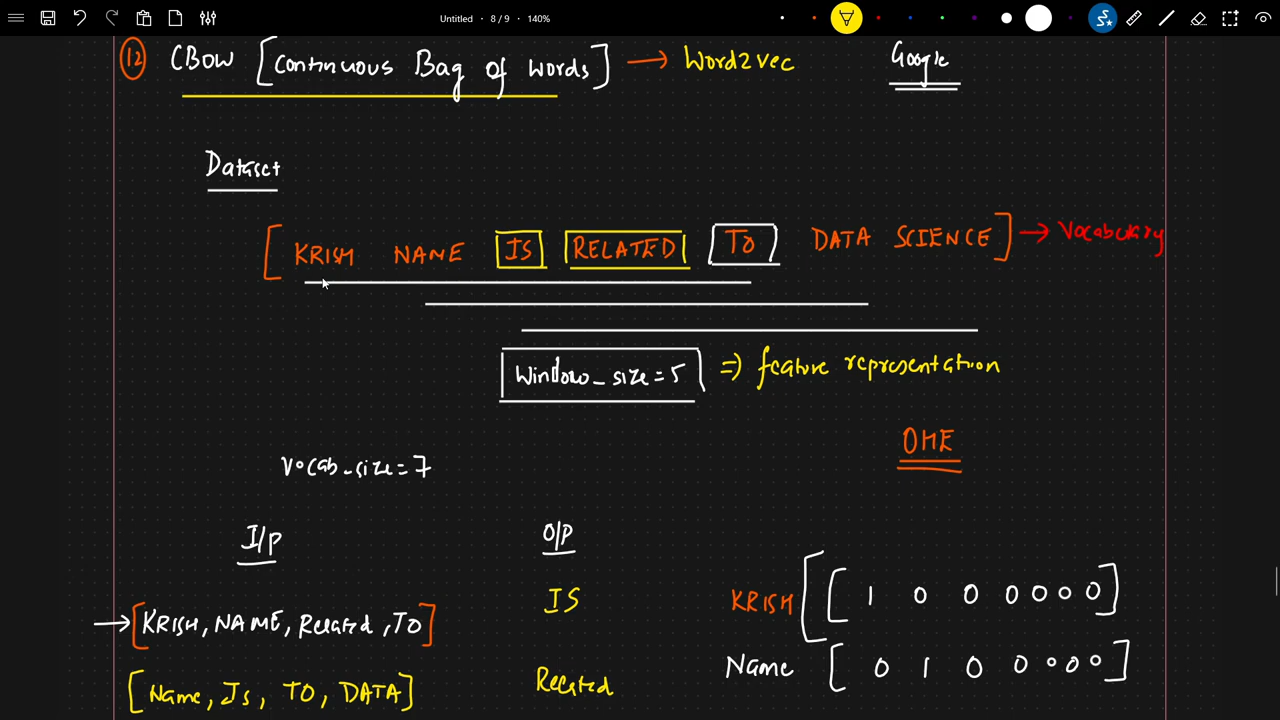 Untitled • 8 / 9 • 140%
12 CBOW [Continuous Bag of words] → Word2vec Google
Dataset
[KRISH NAME IS RELATED TO DATA SCIENCE] → Vocabulary
Window_size=5 ⇒ feature representation
OHE
Vocab_size=7
I/p O/p
→ [KRISH, NAME, Related, TO] IS KRISH [1 0 0 0 0 0 0]
[Name, Is, TO, DATA] Related Name [0 1 0 0 0 0 0]